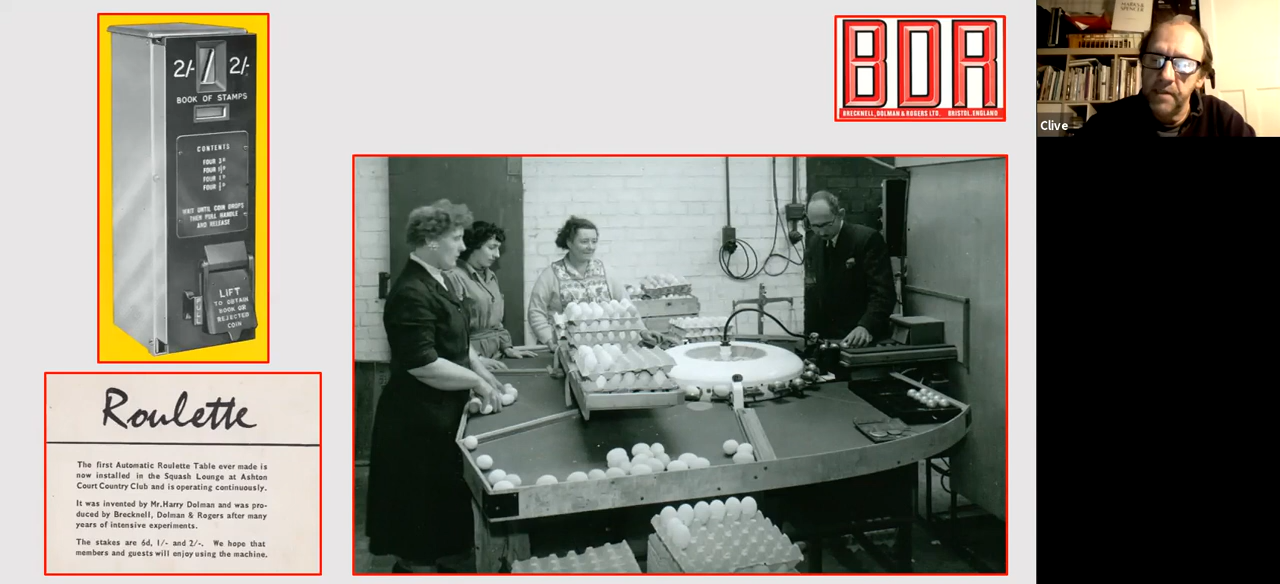 2/- 2/-
BOOK OF STAMPS
CONTENTS
FOUR 3ᴰ
FOUR 1½ᴰ
FOUR 1ᴰ
FOUR ½ᴰ
WAIT UNTIL COIN DROPS
THEN PULL HANDLE
AND RELEASE
LIFT
TO OBTAIN
BOOK OR
REJECTED
COIN
BDR
BRECKNELL, DOLMAN & ROGERS LTD. BRISTOL, ENGLAND
Clive
Roulette
The first Automatic Roulette Table ever made is
now installed in the Squash Lounge at Ashton
Court Country Club and is operating continuously.
It was invented by Mr. Harry Dolman and was pro-
duced by Brecknell, Dolman & Rogers after many
years of intensive experiments.
The stakes are 6d, 1/- and 2/-. We hope that
members and guests will enjoy using the machine.